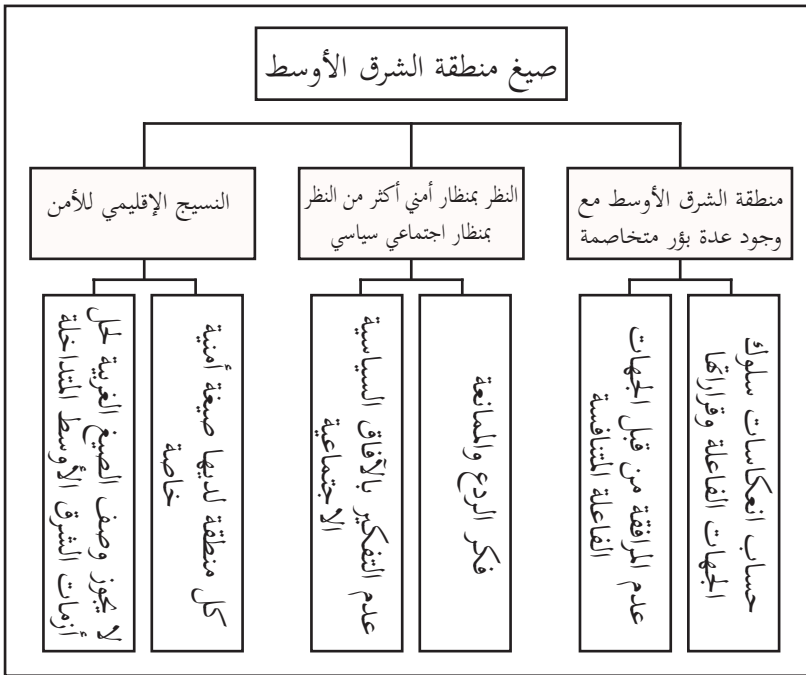 صيغ منطقة الشرق الأوسط
منطقة الشرق الأوسط مع
وجود عدة بؤر متخاصمة
النظر بمنظار أمني أكثر من النظر
بمنظار اجتماعي سياسي
النسيج الإقليمي للأمن
حساب انعكاسات سلوك
الجهات الفاعلة وقراراتها
عدم المرافقة من قبل الجهات
الفاعلة المتنافسة
فكر الردع والممانعة
عدم التفكير بالآفاق السياسية
الاجتماعية
كل منطقة لديها صيغة أمنية
خاصة
لا يجوز وصف الصيغ الغربية لحل
أزمات الشرق الأوسط المتداخلة